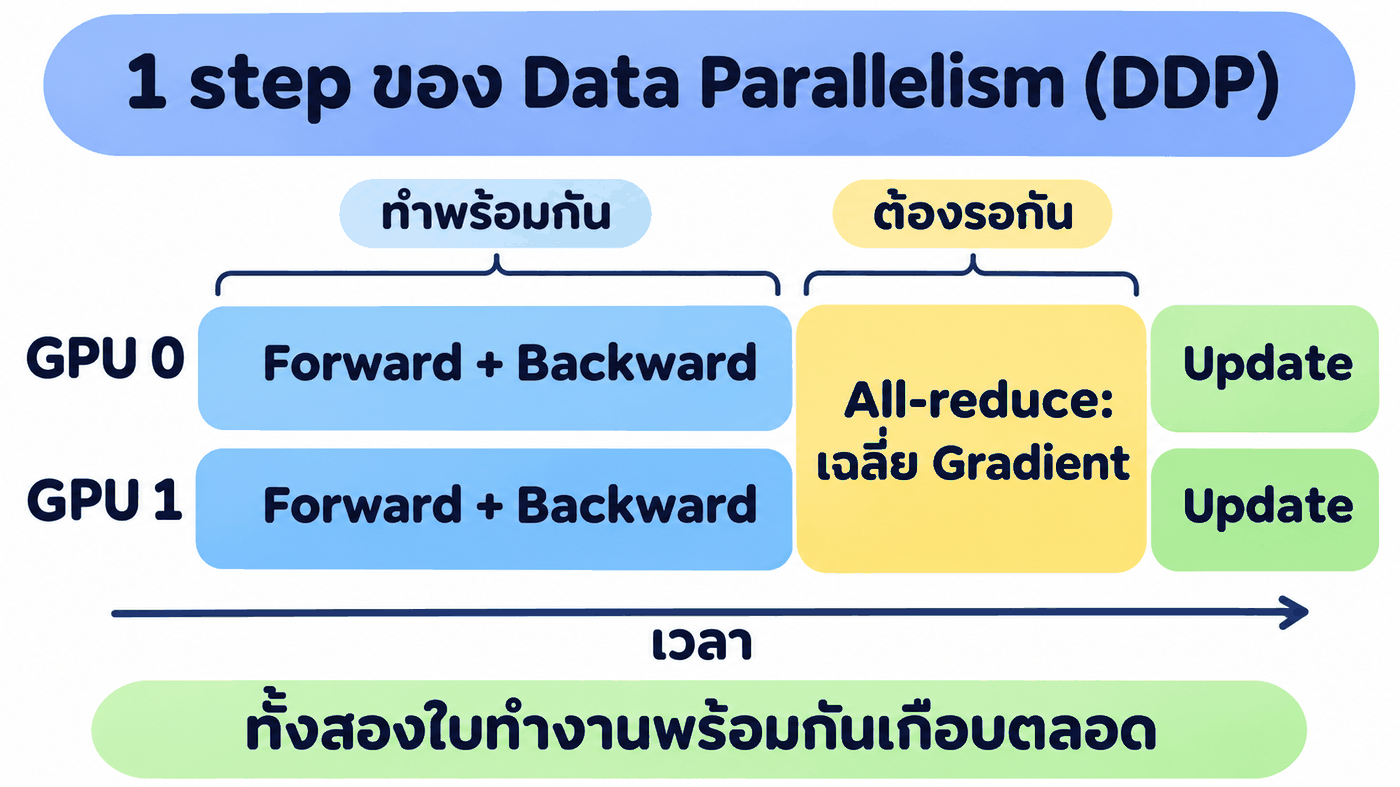 1 step ของ Data Parallelism (DDP)
ทำพร้อมกัน
ต้องรอกัน
GPU 0
Forward + Backward
All-reduce:
เฉลี่ย Gradient
Update
GPU 1
Forward + Backward
Update
เวลา
ทั้งสองใบทำงานพร้อมกันเกือบตลอด